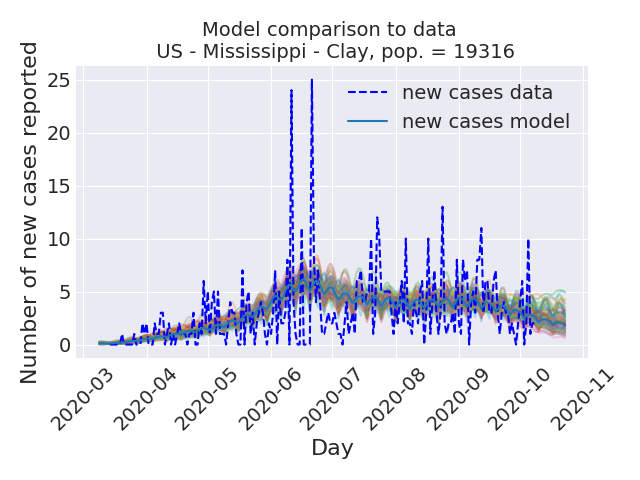 Model comparison to data
US - Mississippi - Clay, pop. = 19316
Number of new cases reported
25
20
15
10
5
0
new cases data
new cases model
2020-03
2020-04
2020-05
2020-06
2020-07
2020-08
2020-09
2020-10
2020-11
Day